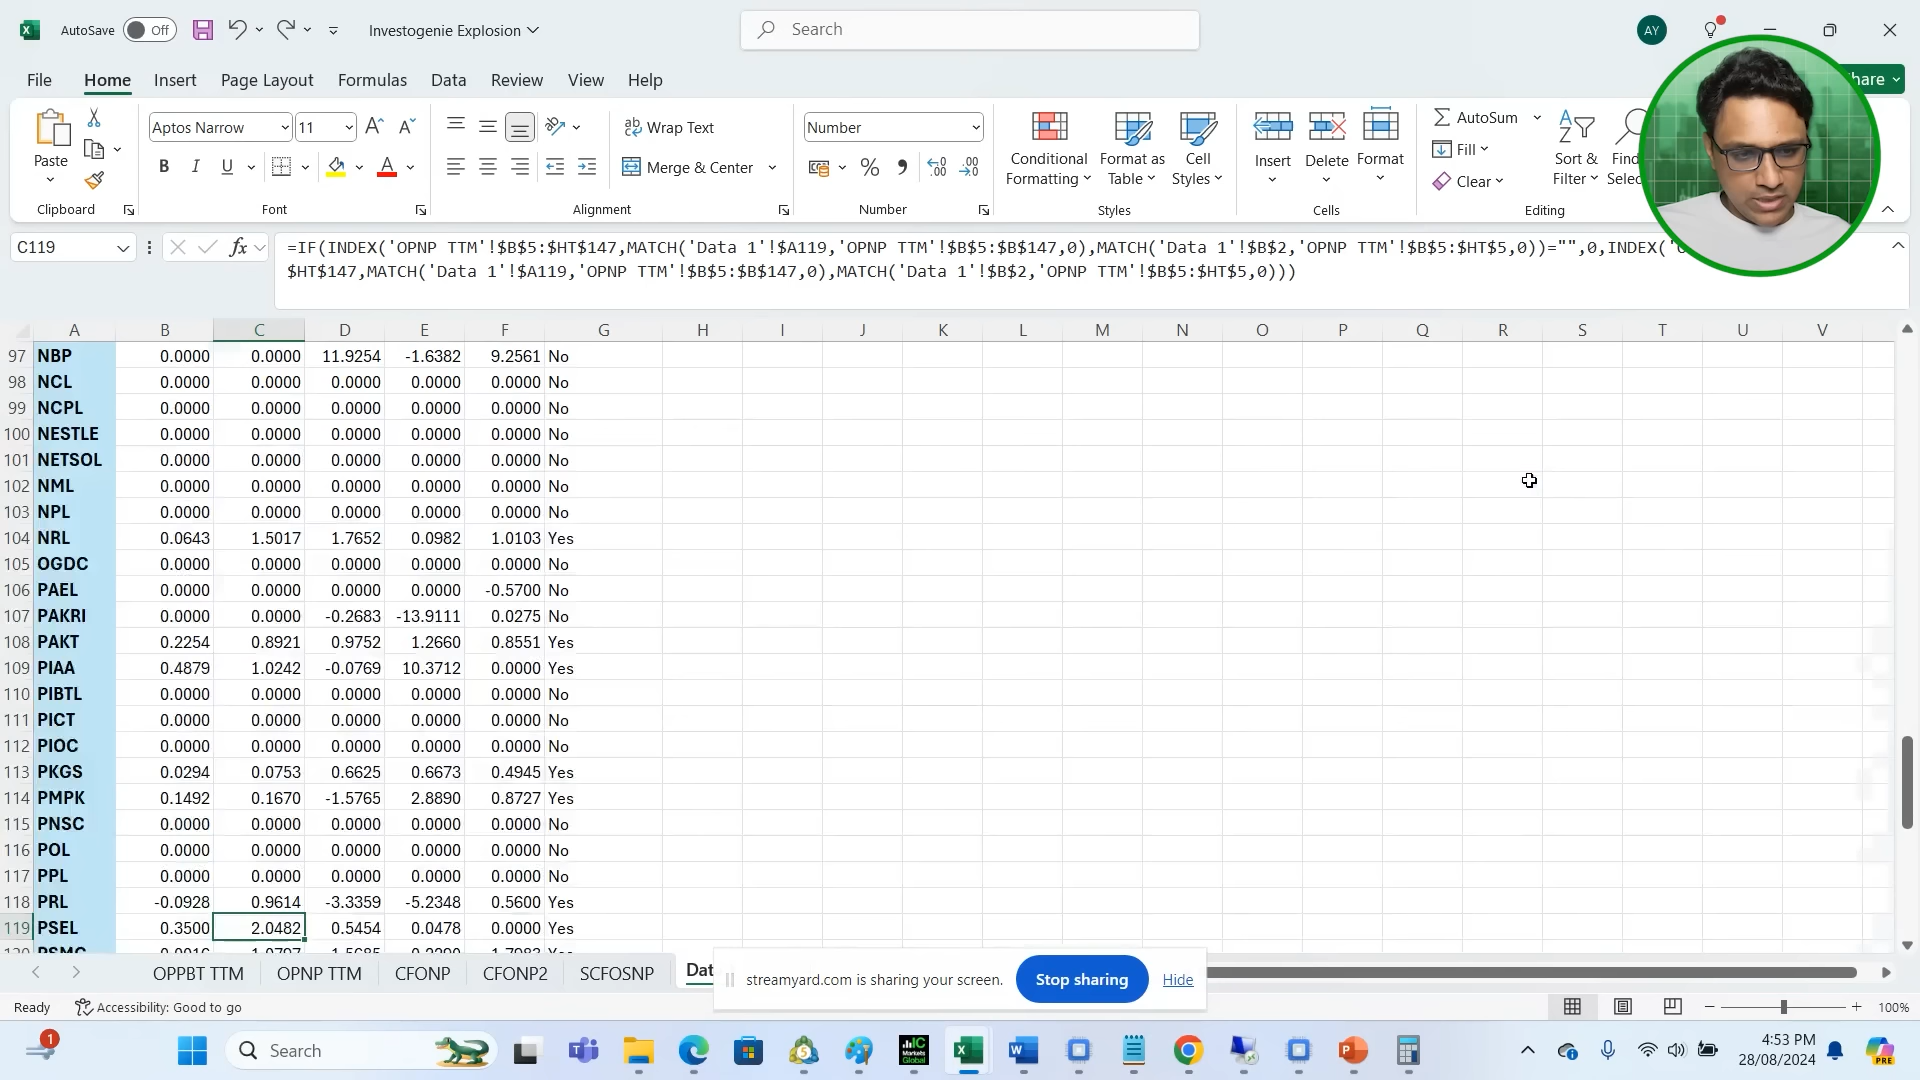 AutoSave Off Investogenie Explosion Search AY
File Home Insert Page Layout Formulas Data Review View Help
Paste
Aptos Narrow 11
B I U
Wrap Text
Merge & Center
Number
Conditional Formatting
Format as Table
Cell Styles
Insert Delete Format
AutoSum
Fill
Clear
Sort & Filter
Clipboard Font Alignment Number Styles Cells Editing
C119 fx =IF(INDEX('OPNP TTM'!$B$5:$HT$147,MATCH('Data 1'!$A119,'OPNP TTM'!$B$5:$B$147,0),MATCH('Data 1'!$B$2,'OPNP TTM'!$B$5:$HT$5,0))="",0,INDEX(
$HT$147,MATCH('Data 1'!$A119,'OPNP TTM'!$B$5:$B$147,0),MATCH('Data 1'!$B$2,'OPNP TTM'!$B$5:$HT$5,0)))
A B C D E F G H I J K L M N O P Q R S T U V
97 NBP 0.0000 0.0000 11.9254 -1.6382 9.2561 No
98 NCL 0.0000 0.0000 0.0000 0.0000 0.0000 No
99 NCPL 0.0000 0.0000 0.0000 0.0000 0.0000 No
100 NESTLE 0.0000 0.0000 0.0000 0.0000 0.0000 No
101 NETSOL 0.0000 0.0000 0.0000 0.0000 0.0000 No
102 NML 0.0000 0.0000 0.0000 0.0000 0.0000 No
103 NPL 0.0000 0.0000 0.0000 0.0000 0.0000 No
104 NRL 0.0643 1.5017 1.7652 0.0982 1.0103 Yes
105 OGDC 0.0000 0.0000 0.0000 0.0000 0.0000 No
106 PAEL 0.0000 0.0000 0.0000 0.0000 -0.5700 No
107 PAKRI 0.0000 0.0000 -0.2683 -13.9111 0.0275 No
108 PAKT 0.2254 0.8921 0.9752 1.2660 0.8551 Yes
109 PIAA 0.4879 1.0242 -0.0769 10.3712 0.0000 Yes
110 PIBTL 0.0000 0.0000 0.0000 0.0000 0.0000 No
111 PICT 0.0000 0.0000 0.0000 0.0000 0.0000 No
112 PIOC 0.0000 0.0000 0.0000 0.0000 0.0000 No
113 PKGS 0.0294 0.0753 0.6625 0.6673 0.4945 Yes
114 PMPK 0.1492 0.1670 -1.5765 2.8890 0.8727 Yes
115 PNSC 0.0000 0.0000 0.0000 0.0000 0.0000 No
116 POL 0.0000 0.0000 0.0000 0.0000 0.0000 No
117 PPL 0.0000 0.0000 0.0000 0.0000 0.0000 No
118 PRL -0.0928 0.9614 -3.3359 -5.2348 0.5600 Yes
119 PSEL 0.3500 2.0482 0.5454 0.0478 0.0000 Yes
OPPBT TTM OPNP TTM CFONP CFONP2 SCFOSNP
streamyard.com is sharing your screen. Stop sharing Hide
Ready Accessibility: Good to go 100%
1 Search 4:53 PM
28/08/2024